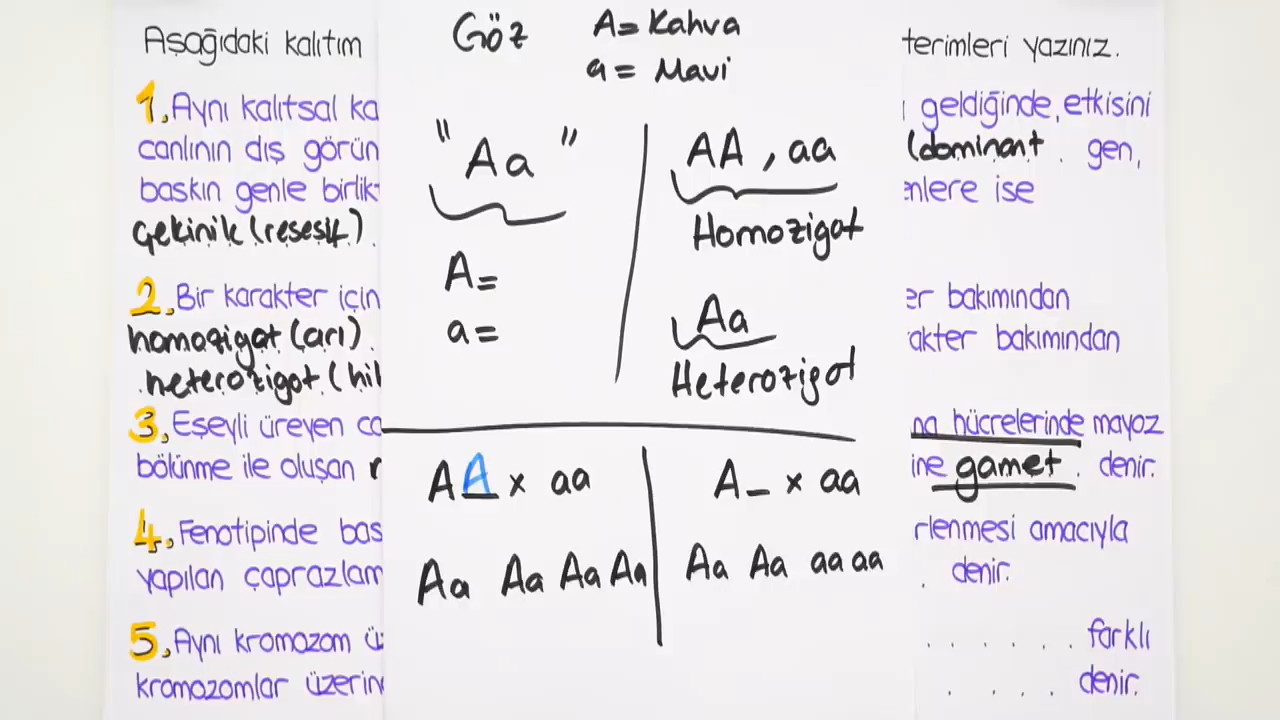 Aşağıdaki kalıtım
terimleri yazınız.
1. Aynı kalıtsal ka
geldiğinde, etkisini
canlının dış görün
(dominant . gen,
baskın genle birlik
enlere ise
çekinik (resesif).
2. Bir karakter için
er bakımından
homozigot (arı).
akter bakımından
heterozigot (hil
3. Eşeyli üreyen ca
na hücrelerinde mayoz
bölünme ile oluşan
ine gamet . denir.
4. Fenotipinde bas
rlenmesi amacıyla
yapılan çaprazlam
. denir.
5. Aynı kromozom ü
. . . . . . farklı
kromozomlar üzerin
. . . . denir.
Göz A= Kahva
a= Mavi
"Aa"
A=
a=
AA, aa
Homozigot
Aa
Heterozigot
AA x aa
Aa Aa Aa Aa
A_ x aa
Aa Aa aa aa